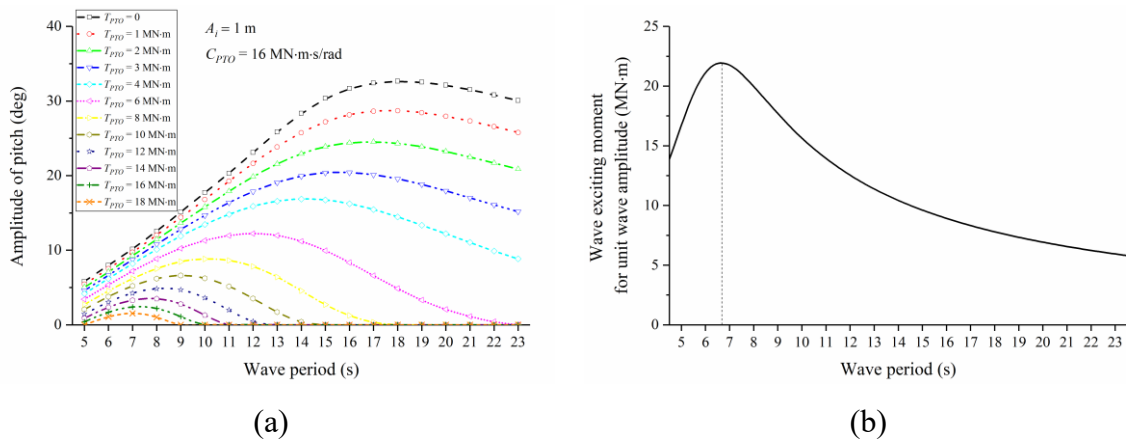 T_PTO = 0
T_PTO = 1 MN·m
T_PTO = 2 MN·m
T_PTO = 3 MN·m
T_PTO = 4 MN·m
T_PTO = 6 MN·m
T_PTO = 8 MN·m
T_PTO = 10 MN·m
T_PTO = 12 MN·m
T_PTO = 14 MN·m
T_PTO = 16 MN·m
T_PTO = 18 MN·m
A_i = 1 m
C_PTO = 16 MN·m·s/rad
Amplitude of pitch (deg)
40
30
20
10
0
5 6 7 8 9 10 11 12 13 14 15 16 17 18 19 20 21 22 23
Wave period (s)
(a)
Wave exciting moment
for unit wave amplitude (MN·m)
25
20
15
10
5
0
5 6 7 8 9 10 11 12 13 14 15 16 17 18 19 20 21 22 23
Wave period (s)
(b)